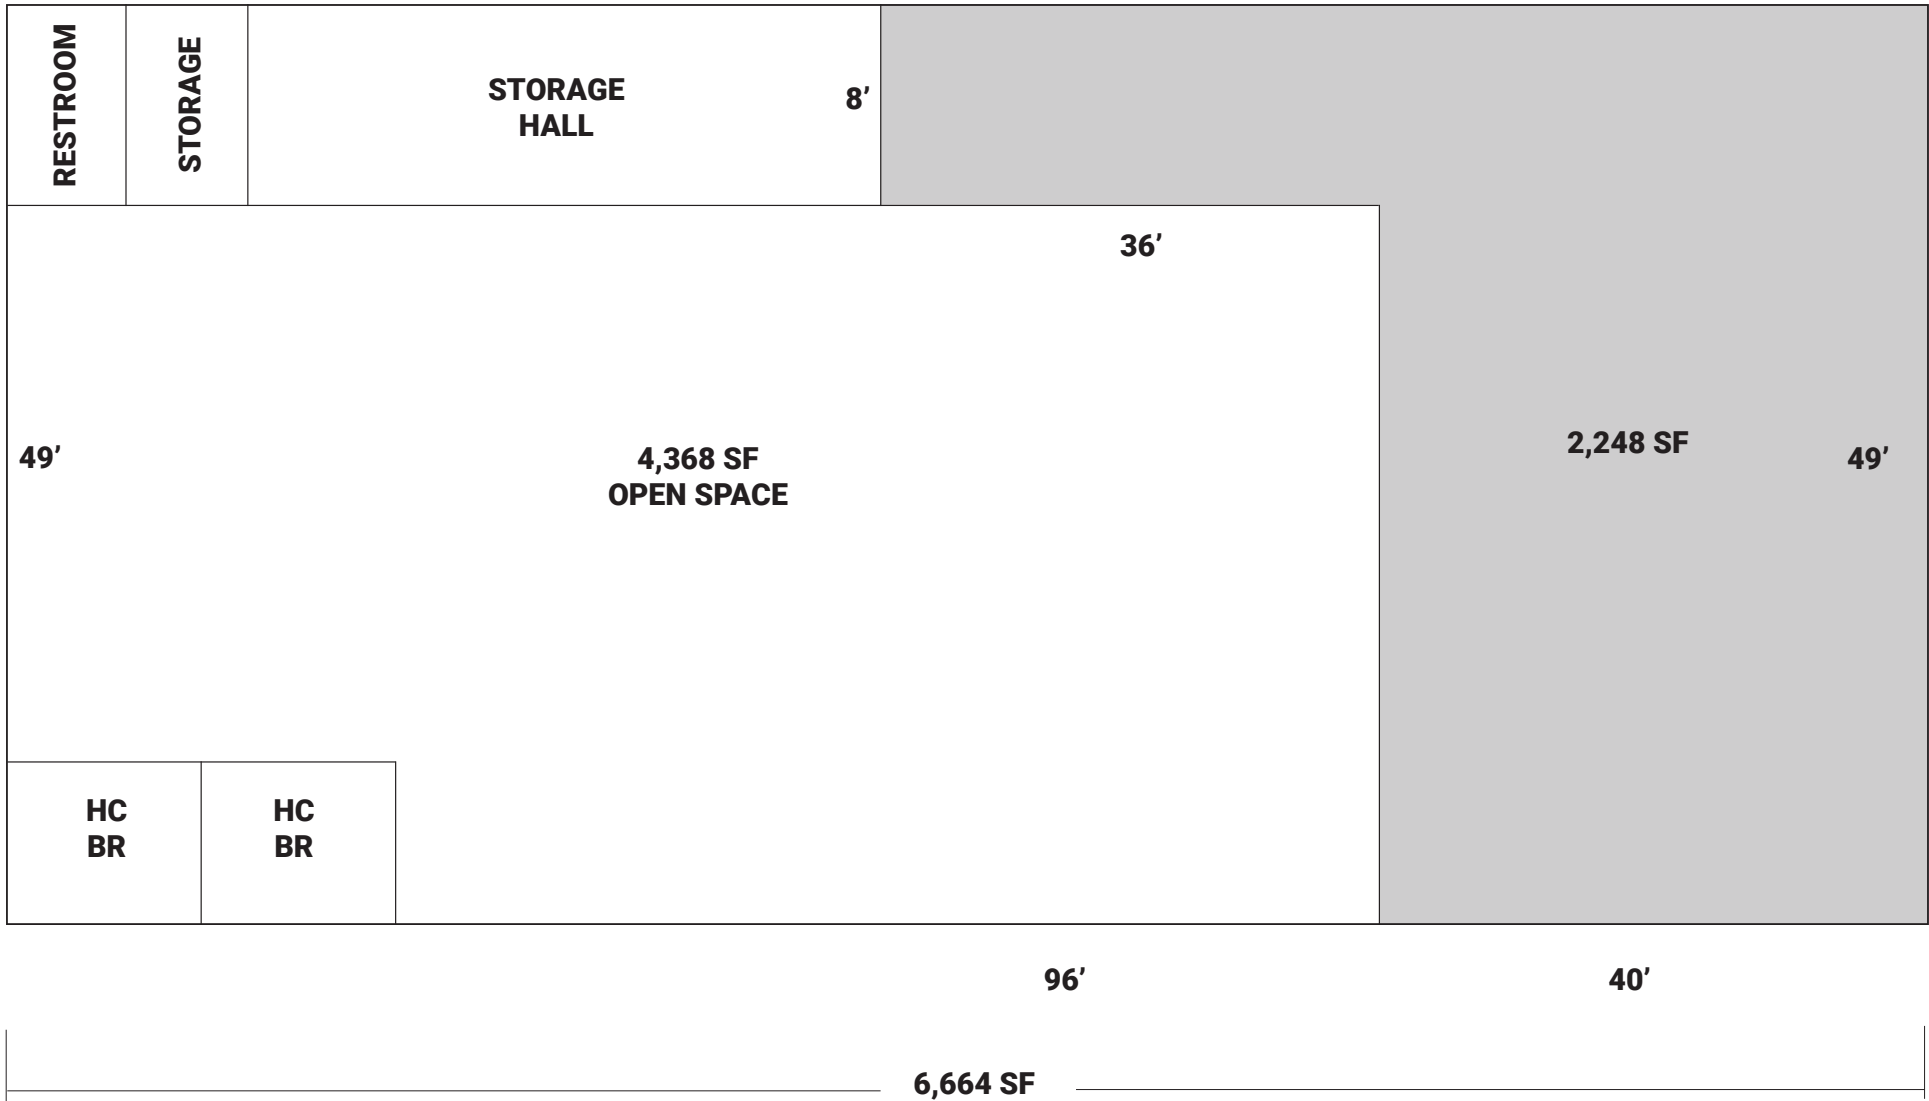 RESTROOM
STORAGE
STORAGE
HALL
8’
36’
49’
4,368 SF
OPEN SPACE
2,248 SF
49’
HC
BR
HC
BR
96’
40’
6,664 SF